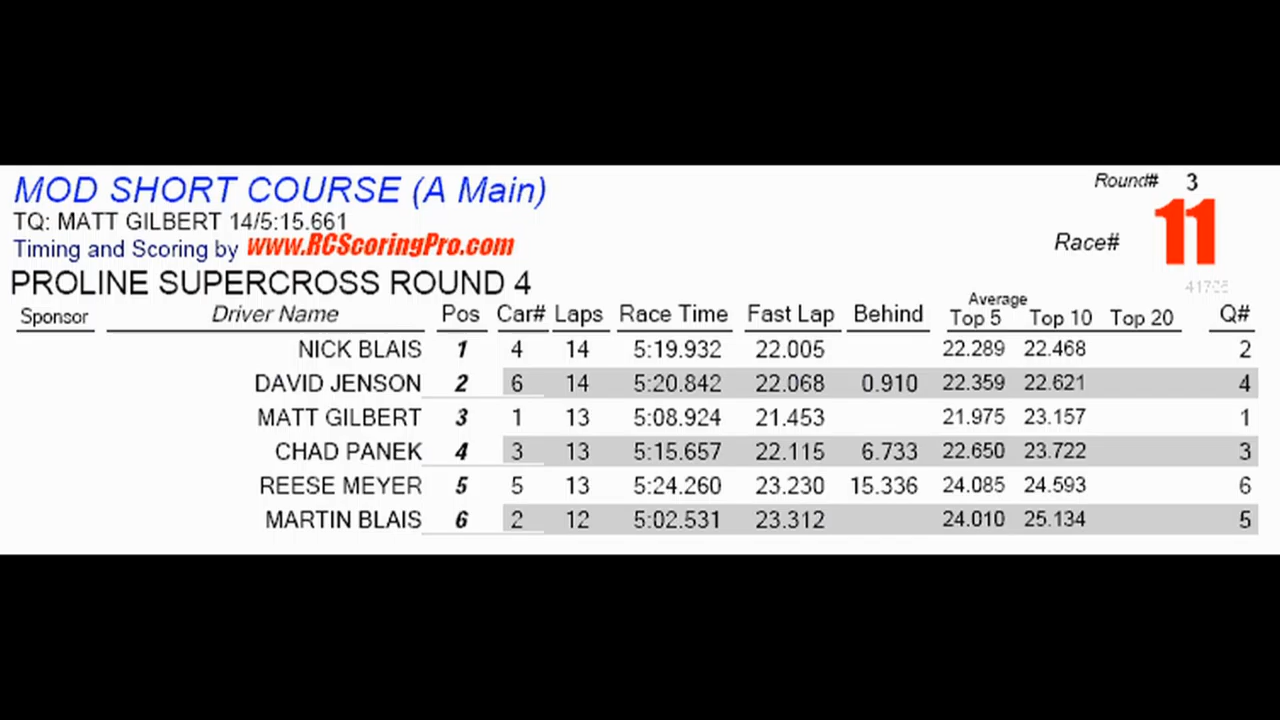 MOD SHORT COURSE (A Main)
Round# 3
TQ: MATT GILBERT 14/5:15.661
Timing and Scoring by www.RCScoringPro.com
Race# 11
PROLINE SUPERCROSS ROUND 4
Sponsor Driver Name Pos Car# Laps Race Time Fast Lap Behind Average Top 5 Top 10 Top 20 Q#
NICK BLAIS 1 4 14 5:19.932 22.005 22.289 22.468 2
DAVID JENSON 2 6 14 5:20.842 22.068 0.910 22.359 22.621 4
MATT GILBERT 3 1 13 5:08.924 21.453 21.975 23.157 1
CHAD PANEK 4 3 13 5:15.657 22.115 6.733 22.650 23.722 3
REESE MEYER 5 5 13 5:24.260 23.230 15.336 24.085 24.593 6
MARTIN BLAIS 6 2 12 5:02.531 23.312 24.010 25.134 5